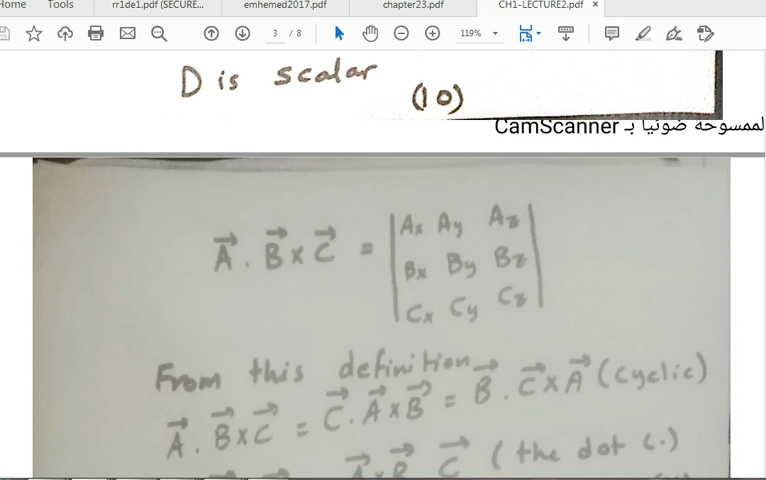 Home Tools rr1de1.pdf (SECURE... emhemed2017.pdf chapter23.pdf CH1-LECTURE2.pdf ×
3 / 8 119%
D is scalar
(10)
الممسوحة ضوئيا بـ CamScanner
A⃗ . B⃗ × C⃗ = | Ax Ay Az
Bx By Bz
Cx Cy Cz |
From this definition
A⃗ . B⃗ × C⃗ = C⃗ . A⃗ × B⃗ = B⃗ . C⃗ × A⃗ (cyclic)
A⃗ × B⃗ C⃗ ( the dot (.)